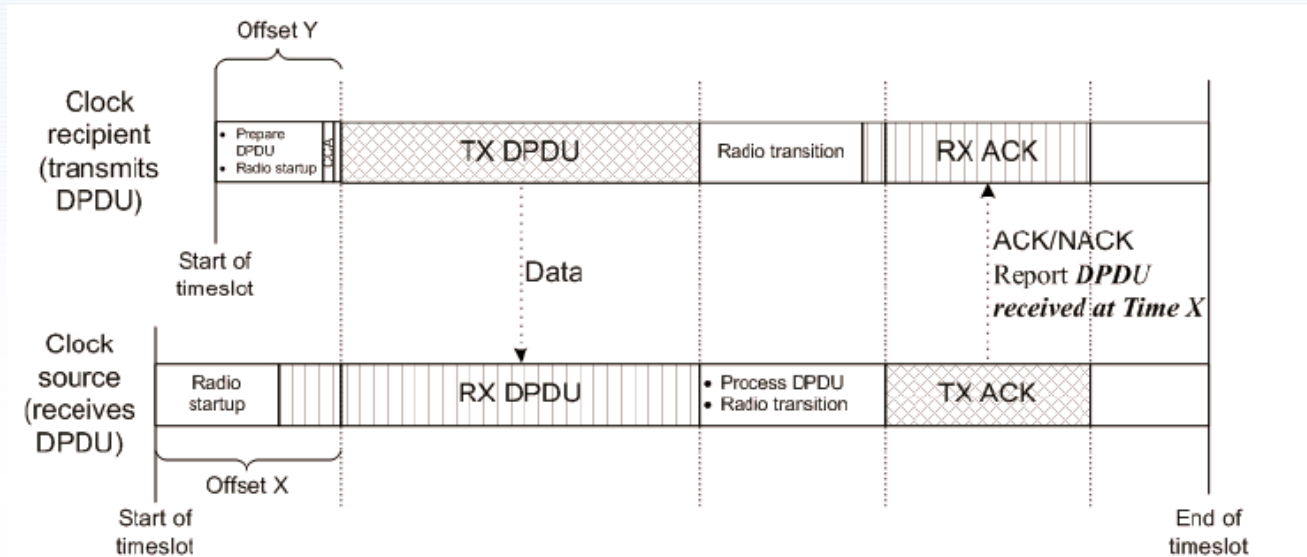 Offset Y
Clock
recipient
(transmits
DPDU)
• Prepare
DPDU
• Radio startup
CCA
TX DPDU
Radio transition
RX ACK
Start of
timeslot
Data
ACK/NACK
Report DPDU
received at Time X
Clock
source
(receives
DPDU)
Radio
startup
RX DPDU
• Process DPDU
• Radio transition
TX ACK
Offset X
Start of
timeslot
End of
timeslot